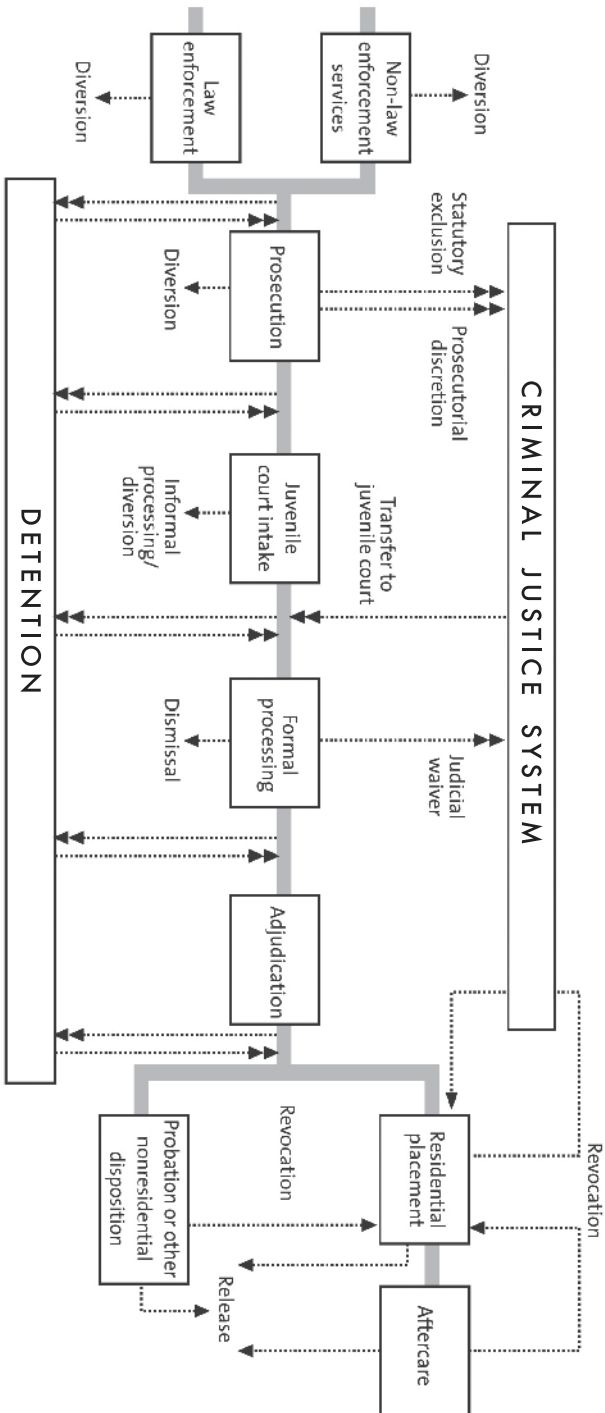 Non-law
enforcement
services
Diversion
Law
enforcement
Diversion
CRIMINAL JUSTICE SYSTEM
Statutory
exclusion
Prosecutorial
discretion
Prosecution
Diversion
Transfer to
juvenile court
Juvenile
court intake
Informal
processing/
diversion
Judicial
waiver
Formal
processing
Dismissal
Adjudication
DETENTION
Revocation
Residential
placement
Aftercare
Revocation
Release
Probation or other
nonresidential
disposition